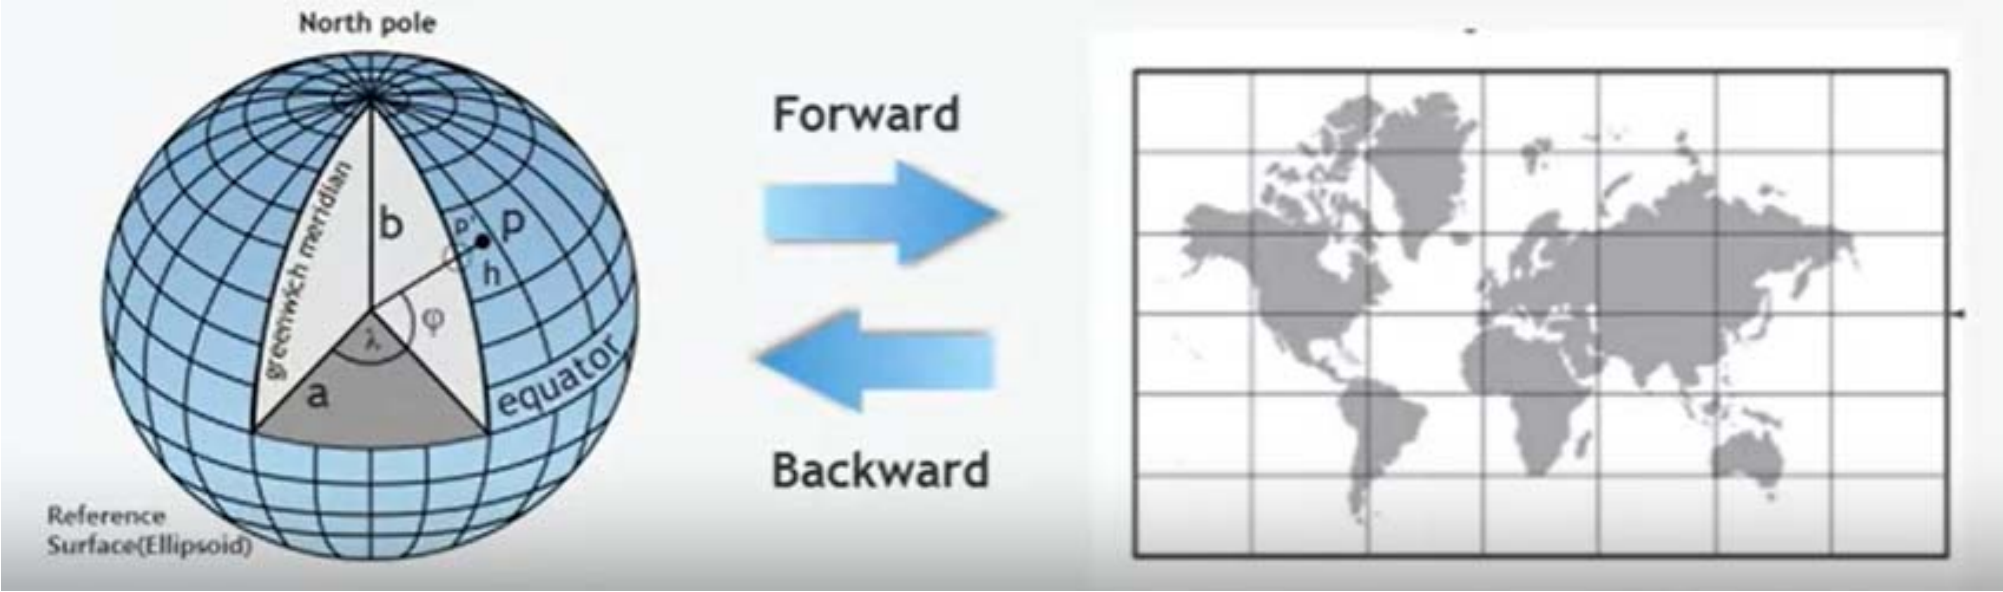 North pole
greenwich meridian
b
p'
p
h
φ
λ
a
equator
Reference
Surface(Ellipsoid)
Forward
Backward